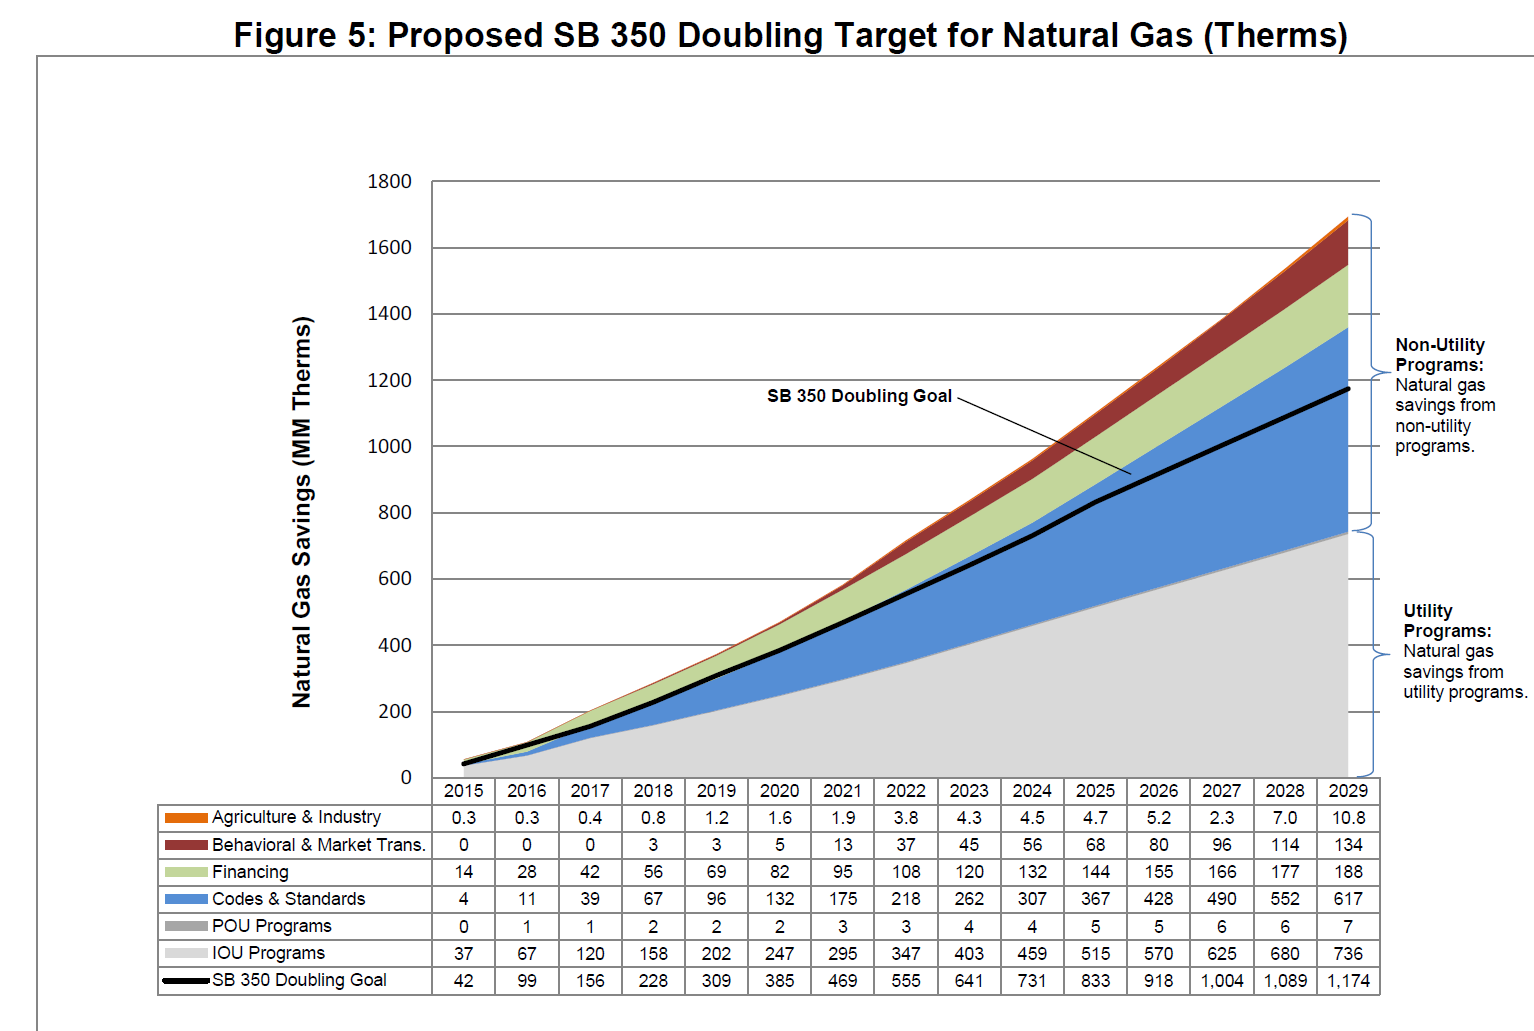 Figure 5: Proposed SB 350 Doubling Target for Natural Gas (Therms)
1800
1600
1400
1200
1000
800
600
400
200
0
Natural Gas Savings (MM Therms)
SB 350 Doubling Goal
Non-Utility
Programs:
Natural gas
savings from
non-utility
programs.
Utility
Programs:
Natural gas
savings from
utility programs.
2015 2016 2017 2018 2019 2020 2021 2022 2023 2024 2025 2026 2027 2028 2029
Agriculture & Industry 0.3 0.3 0.4 0.8 1.2 1.6 1.9 3.8 4.3 4.5 4.7 5.2 2.3 7.0 10.8
Behavioral & Market Trans. 0 0 0 3 3 5 13 37 45 56 68 80 96 114 134
Financing 14 28 42 56 69 82 95 108 120 132 144 155 166 177 188
Codes & Standards 4 11 39 67 96 132 175 218 262 307 367 428 490 552 617
POU Programs 0 1 1 2 2 2 3 3 4 4 5 5 6 6 7
IOU Programs 37 67 120 158 202 247 295 347 403 459 515 570 625 680 736
SB 350 Doubling Goal 42 99 156 228 309 385 469 555 641 731 833 918 1,004 1,089 1,174